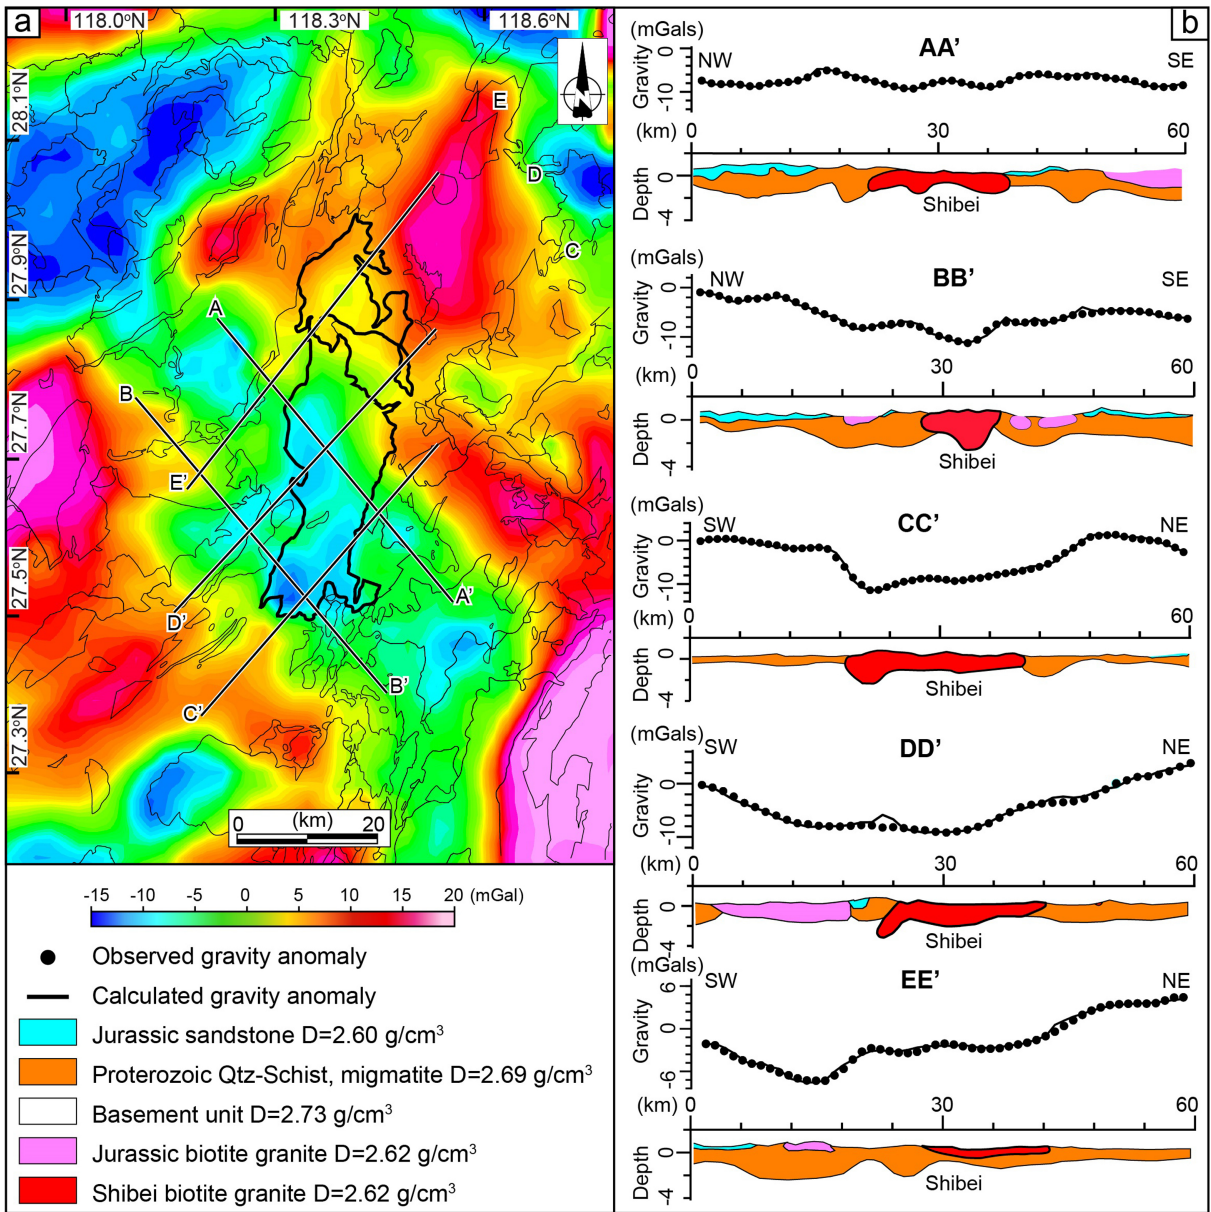 a
118.0°N
118.3°N
118.6°N
28.1°N
27.9°N
27.7°N
27.5°N
27.3°N
E
D
C
A
B
E'
D'
C'
A'
B'
0
(km)
20
-15 -10 -5 0 5 10 15 20 (mGal)
Observed gravity anomaly
Calculated gravity anomaly
Jurassic sandstone D=2.60 g/cm³
Proterozoic Qtz-Schist, migmatite D=2.69 g/cm³
Basement unit D=2.73 g/cm³
Jurassic biotite granite D=2.62 g/cm³
Shibei biotite granite D=2.62 g/cm³
b
(mGals)
AA'
NW
SE
Gravity
0
-10
(km)
0
30
60
Depth
0
-4
Shibei
(mGals)
BB'
NW
SE
Gravity
0
-10
(km)
0
30
60
Depth
0
-4
Shibei
(mGals)
CC'
SW
NE
Gravity
0
-10
(km)
0
30
60
Depth
0
-4
Shibei
(mGals)
DD'
SW
NE
Gravity
0
-10
(km)
0
30
60
Depth
0
-4
Shibei
(mGals)
EE'
SW
NE
Gravity
6
0
-6
(km)
0
30
60
Depth
0
-4
Shibei